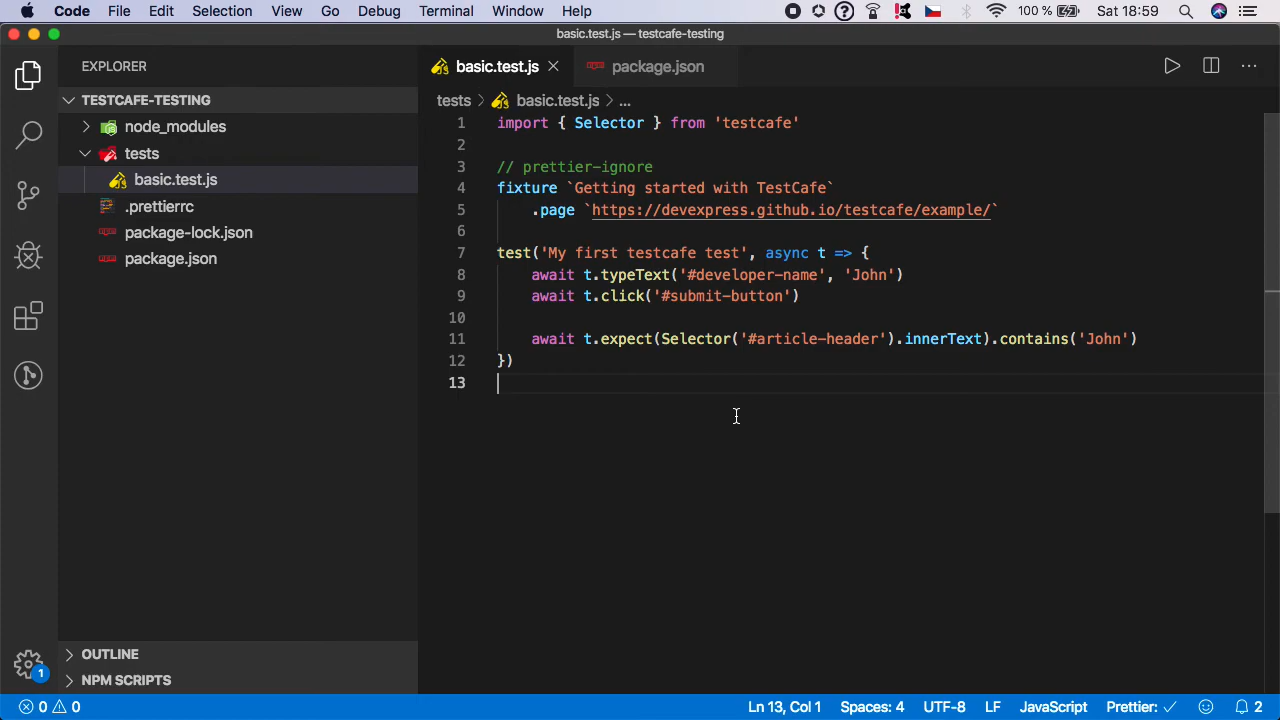 Code File Edit Selection View Go Debug Terminal Window Help 100 % Sat 18:59
basic.test.js — testcafe-testing
EXPLORER
TESTCAFE-TESTING
node_modules
tests
basic.test.js
.prettierrc
package-lock.json
package.json
OUTLINE
NPM SCRIPTS
1
basic.test.js package.json
tests > basic.test.js > ...
1 import { Selector } from 'testcafe'
2
3 // prettier-ignore
4 fixture `Getting started with TestCafe`
5 .page `https://devexpress.github.io/testcafe/example/`
6
7 test('My first testcafe test', async t => {
8 await t.typeText('#developer-name', 'John')
9 await t.click('#submit-button')
10
11 await t.expect(Selector('#article-header').innerText).contains('John')
12 })
13
0 0 Ln 13, Col 1 Spaces: 4 UTF-8 LF JavaScript Prettier: ✓ 2